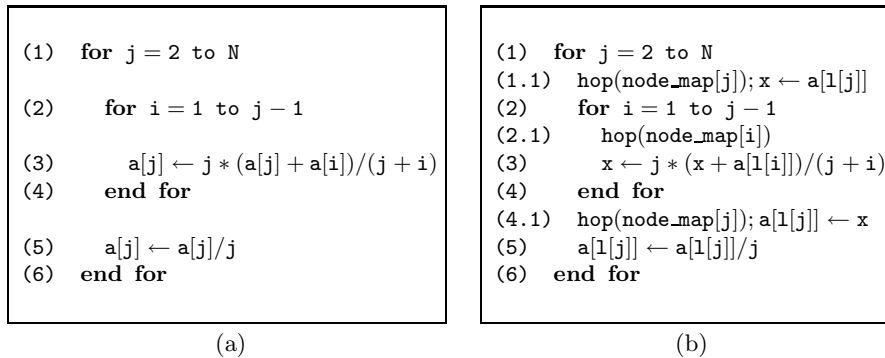 (1) for j = 2 to N
(2) for i = 1 to j − 1
(3) a[j] ← j ∗ (a[j] + a[i])/(j + i)
(4) end for
(5) a[j] ← a[j]/j
(6) end for
(a)
(1) for j = 2 to N
(1.1) hop(node_map[j]); x ← a[l[j]]
(2) for i = 1 to j − 1
(2.1) hop(node_map[i])
(3) x ← j ∗ (x + a[l[i]])/(j + i)
(4) end for
(4.1) hop(node_map[j]); a[l[j]] ← x
(5) a[l[j]] ← a[l[j]]/j
(6) end for
(b)